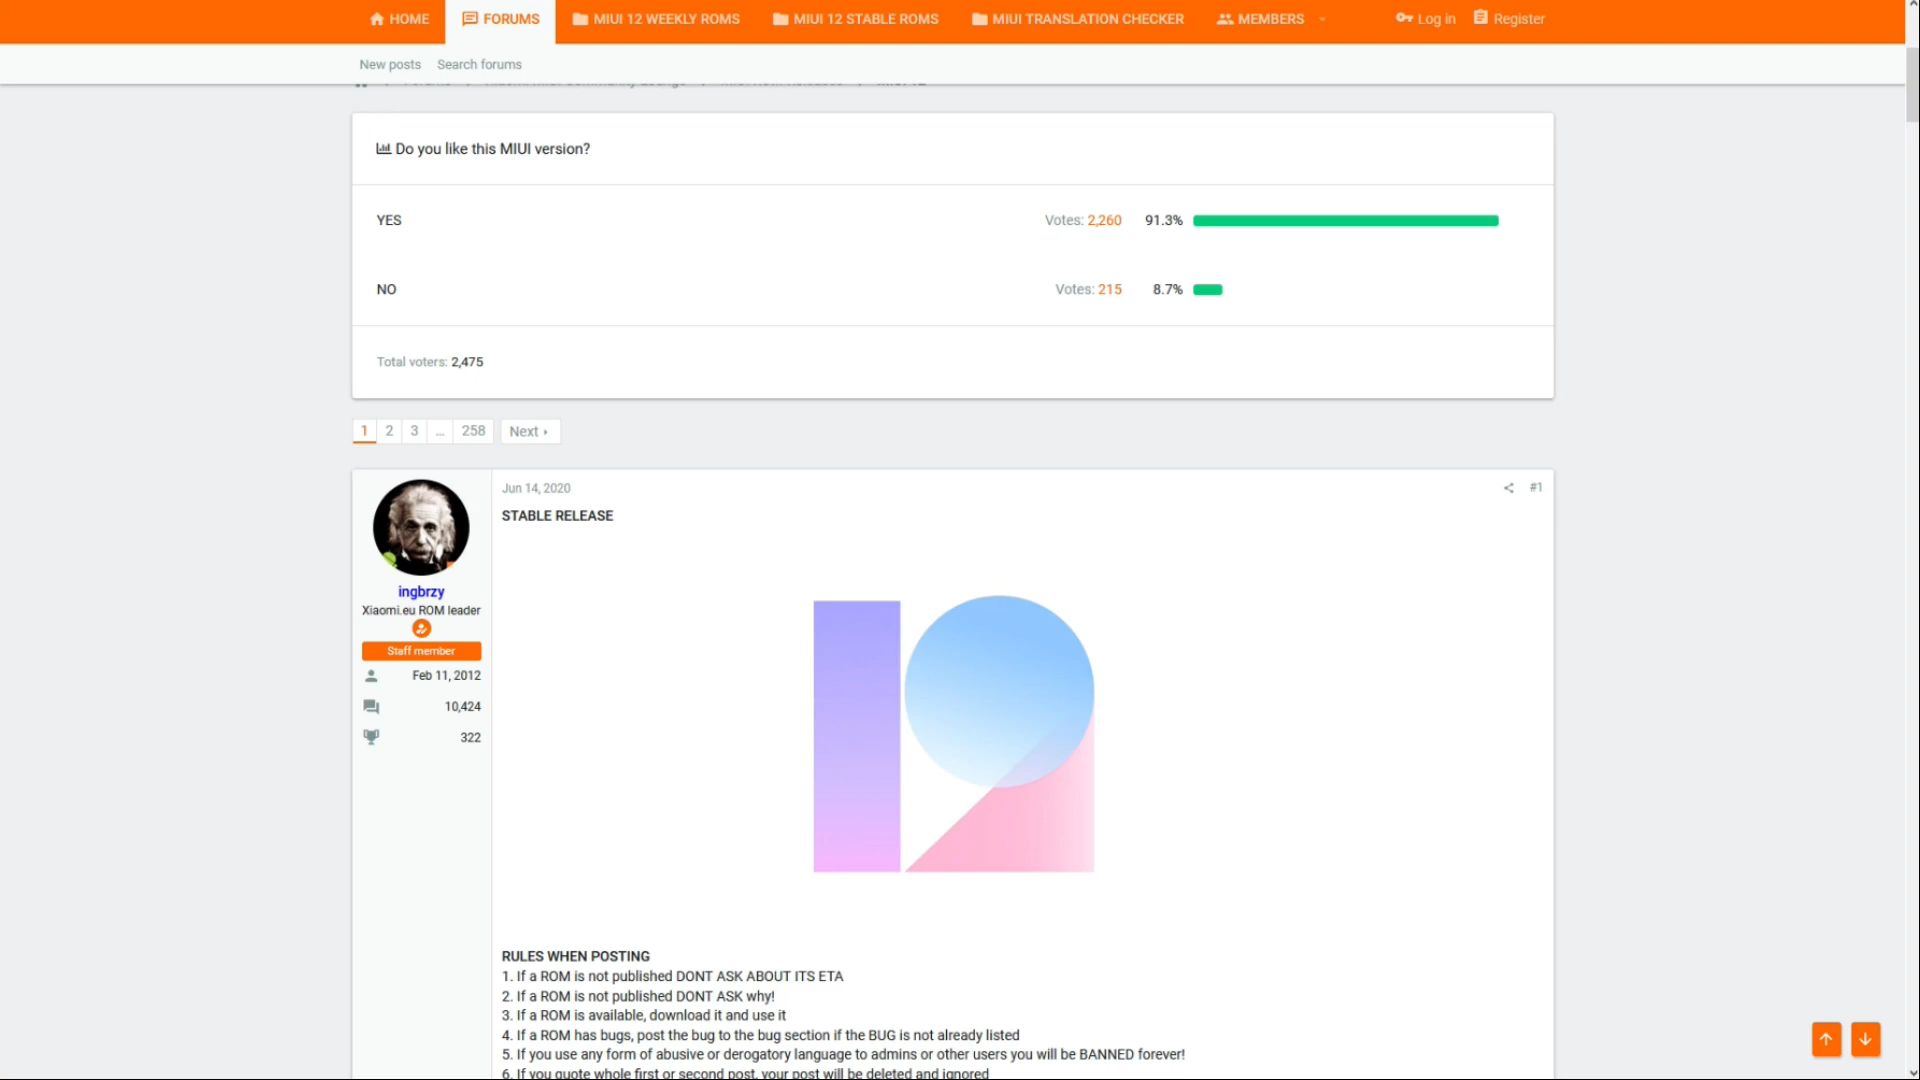 HOME FORUMS MIUI 12 WEEKLY ROMS MIUI 12 STABLE ROMS MIUI TRANSLATION CHECKER MEMBERS Log in Register
New posts Search forums
Do you like this MIUI version?
YES Votes: 2,260 91.3%
NO Votes: 215 8.7%
Total voters: 2,475
1 2 3 ... 258 Next
Jun 14, 2020 #1
STABLE RELEASE
ingbrzy
Xiaomi.eu ROM leader
Staff member
Feb 11, 2012
10,424
322
RULES WHEN POSTING
1. If a ROM is not published DONT ASK ABOUT ITS ETA
2. If a ROM is not published DONT ASK why!
3. If a ROM is available, download it and use it
4. If a ROM has bugs, post the bug to the bug section if the BUG is not already listed
5. If you use any form of abusive or derogatory language to admins or other users you will be BANNED forever!
6. If you quote whole first or second post, your post will be deleted and ignored